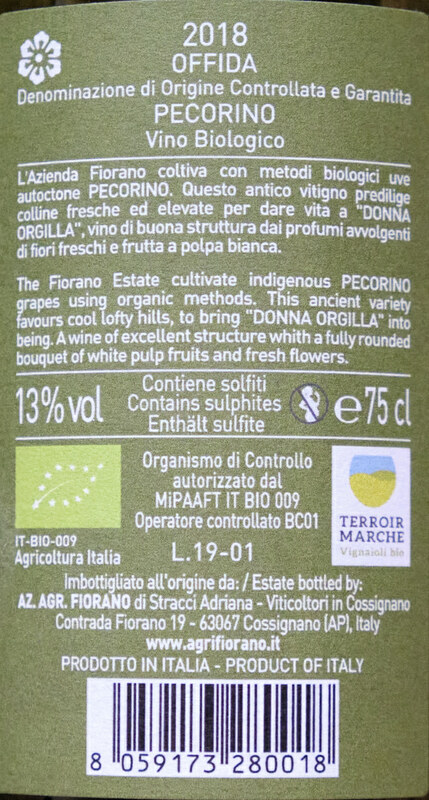 2018
OFFIDA
Denominazione di Origine Controllata e Garantita
PECORINO
Vino Biologico
L'Azienda Fiorano coltiva con metodi biologici uve
autoctone PECORINO. Questo antico vitigno predilige
colline fresche ed elevate per dare vita a "DONNA
ORGILLA", vino di buona struttura dai profumi avvolgenti
di fiori freschi e frutta a polpa bianca.
The Fiorano Estate cultivate indigenous PECORINO
grapes using organic methods. This ancient variety
favours cool lofty hills, to bring "DONNA ORGILLA" into
being. A wine of excellent structure whith a fully rounded
bouquet of white pulp fruits and fresh flowers.
13% vol
Contiene solfiti
Contains sulphites
Enthält sulfite
℮ 75 cl
IT-BIO-009
Agricoltura Italia
Organismo di Controllo
autorizzato dal
MiPAAFT IT BIO 009
Operatore controllato BC01
L.19-01
TERROIR
MARCHE
Vignaioli bio
Imbottigliato all'origine da: / Estate bottled by:
AZ. AGR. FIORANO di Stracci Adriana - Viticoltori in Cossignano
Contrada Fiorano 19 - 63067 Cossignano (AP), Italy
www.agrifiorano.it
PRODOTTO IN ITALIA - PRODUCT OF ITALY
8 059173 280018